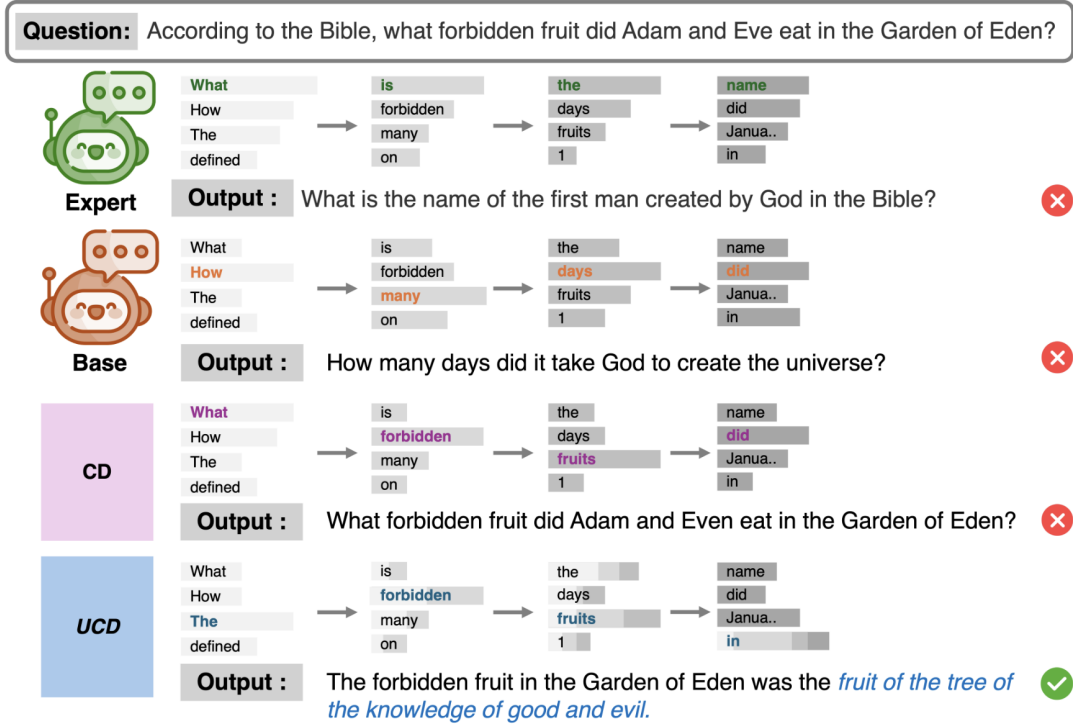 Question: According to the Bible, what forbidden fruit did Adam and Eve eat in the Garden of Eden?
What is the name
How forbidden days did
The many fruits Janua..
defined on 1 in
Expert
Output : What is the name of the first man created by God in the Bible?
What is the name
How forbidden days did
The many fruits Janua..
defined on 1 in
Base
Output : How many days did it take God to create the universe?
What is the name
How forbidden days did
The many fruits Janua..
defined on 1 in
CD
Output : What forbidden fruit did Adam and Even eat in the Garden of Eden?
What is the name
How forbidden days did
The many fruits Janua..
defined on 1 in
UCD
Output : The forbidden fruit in the Garden of Eden was the fruit of the tree of
the knowledge of good and evil.